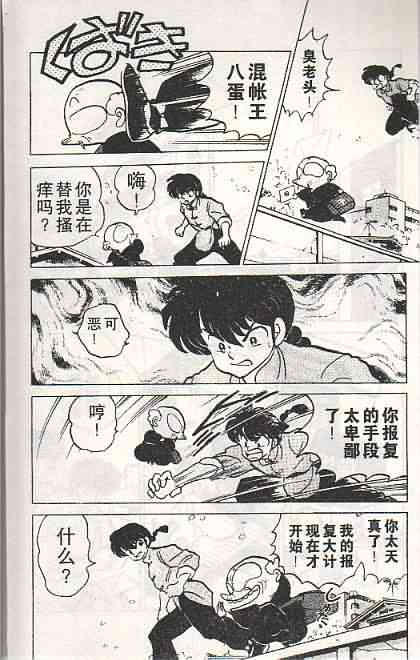 臭老头！
混帐王
八蛋！
ばき
嗨！
你是在
替我搔
痒吗？
可
恶！
你报复
的手段
太卑鄙
了！
哼！
你太天
真了！
我的报
复大计
现在才
开始！
什么？